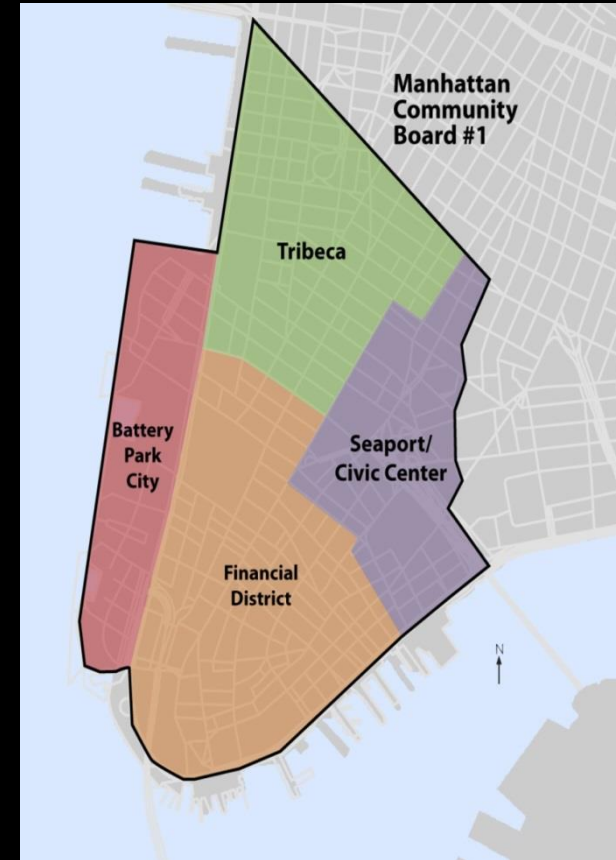 Manhattan
Community
Board #1
Tribeca
Battery
Park
City
Seaport/
Civic Center
Financial
District
N